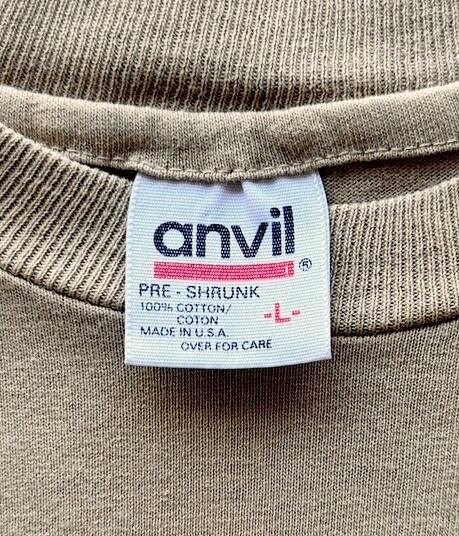 anvil
®
PRE - SHRUNK
100% COTTON/
COTON
-L-
MADE IN U.S.A.
OVER FOR CARE